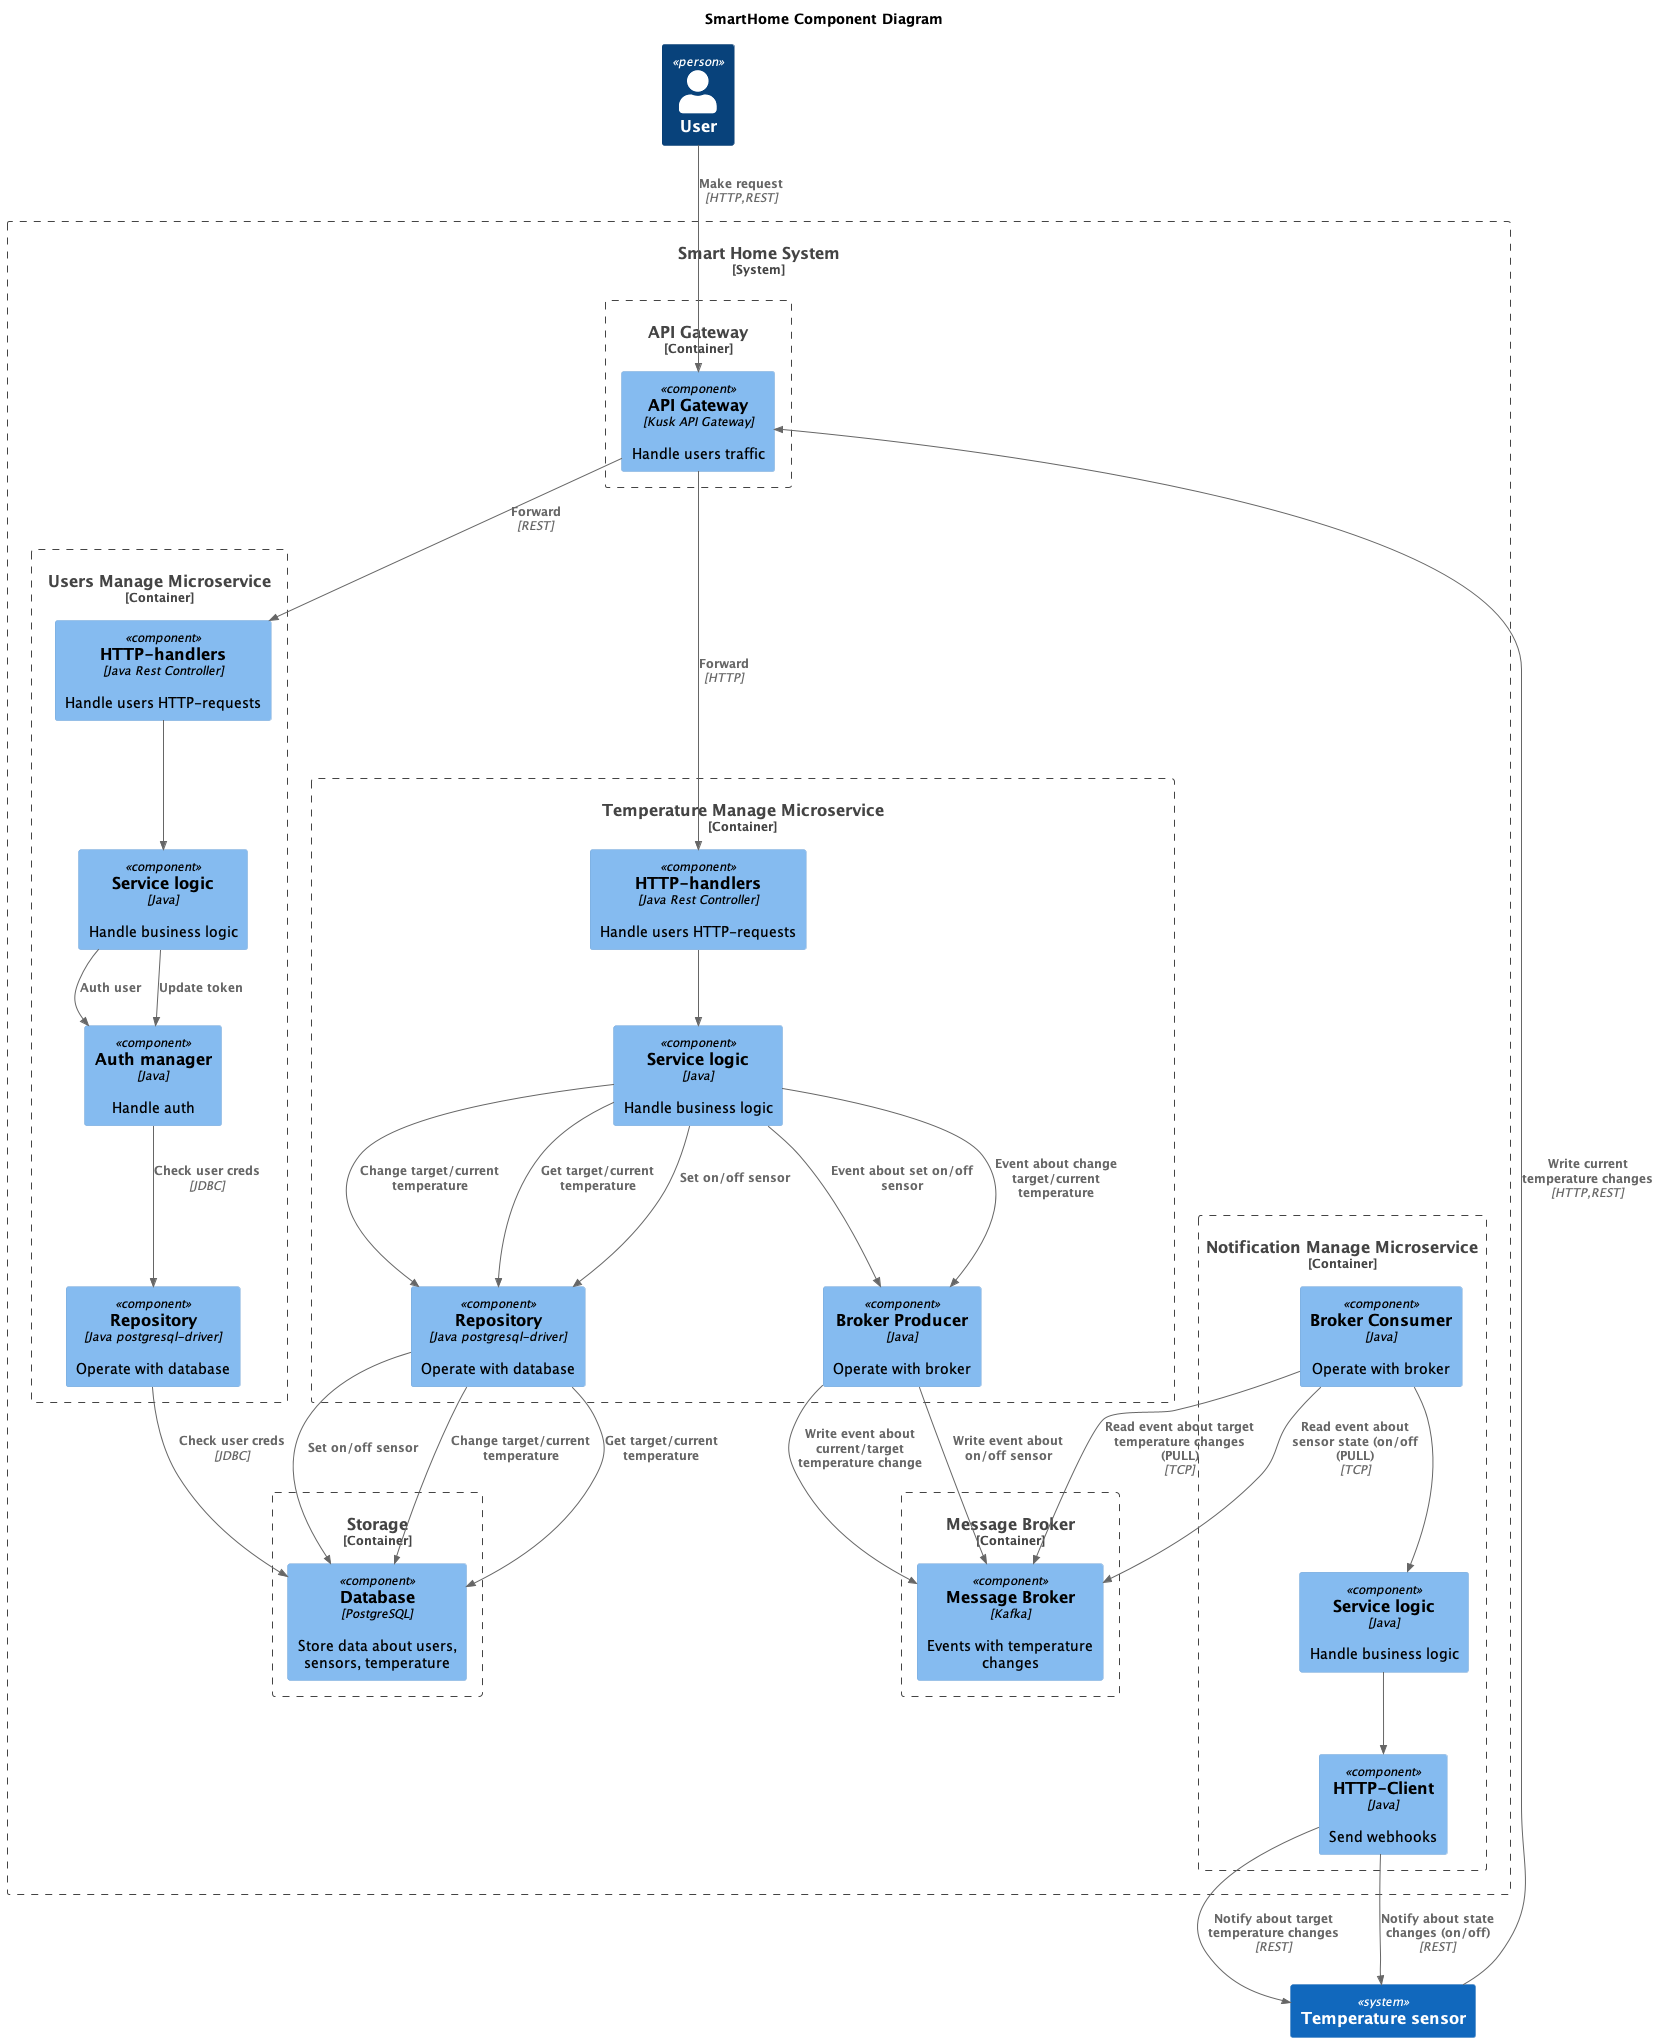 SmartHome Component Diagram
«person»
User
Make request
[HTTP,REST]
Smart Home System
[System]
API Gateway
[Container]
«component»
API Gateway
[Kusk API Gateway]
Handle users traffic
Forward
[REST]
Users Manage Microservice
[Container]
«component»
HTTP-handlers
[Java Rest Controller]
Handle users HTTP-requests
Forward
[HTTP]
Temperature Manage Microservice
[Container]
«component»
Service logic
[Java]
Handle business logic
«component»
HTTP-handlers
[Java Rest Controller]
Handle users HTTP-requests
Auth user
Update token
«component»
Auth manager
[Java]
Handle auth
«component»
Service logic
[Java]
Handle business logic
Check user creds
[JDBC]
Change target/current
temperature
Get target/current
temperature
Set on/off sensor
Event about set on/off
sensor
Event about change
target/current
temperature
Write current
temperature changes
[HTTP,REST]
Notification Manage Microservice
[Container]
«component»
Repository
[Java postgresql-driver]
Operate with database
«component»
Repository
[Java postgresql-driver]
Operate with database
«component»
Broker Producer
[Java]
Operate with broker
«component»
Broker Consumer
[Java]
Operate with broker
Check user creds
[JDBC]
Set on/off sensor
Change target/current
temperature
Get target/current
temperature
Write event about
current/target
temperature change
Write event about
on/off sensor
Read event about target
temperature changes
(PULL)
[TCP]
Read event about
sensor state (on/off
(PULL)
[TCP]
Storage
[Container]
«component»
Database
[PostgreSQL]
Store data about users,
sensors, temperature
Message Broker
[Container]
«component»
Message Broker
[Kafka]
Events with temperature
changes
«component»
Service logic
[Java]
Handle business logic
«component»
HTTP-Client
[Java]
Send webhooks
Notify about target
temperature changes
[REST]
Notify about state
changes (on/off)
[REST]
«system»
Temperature sensor